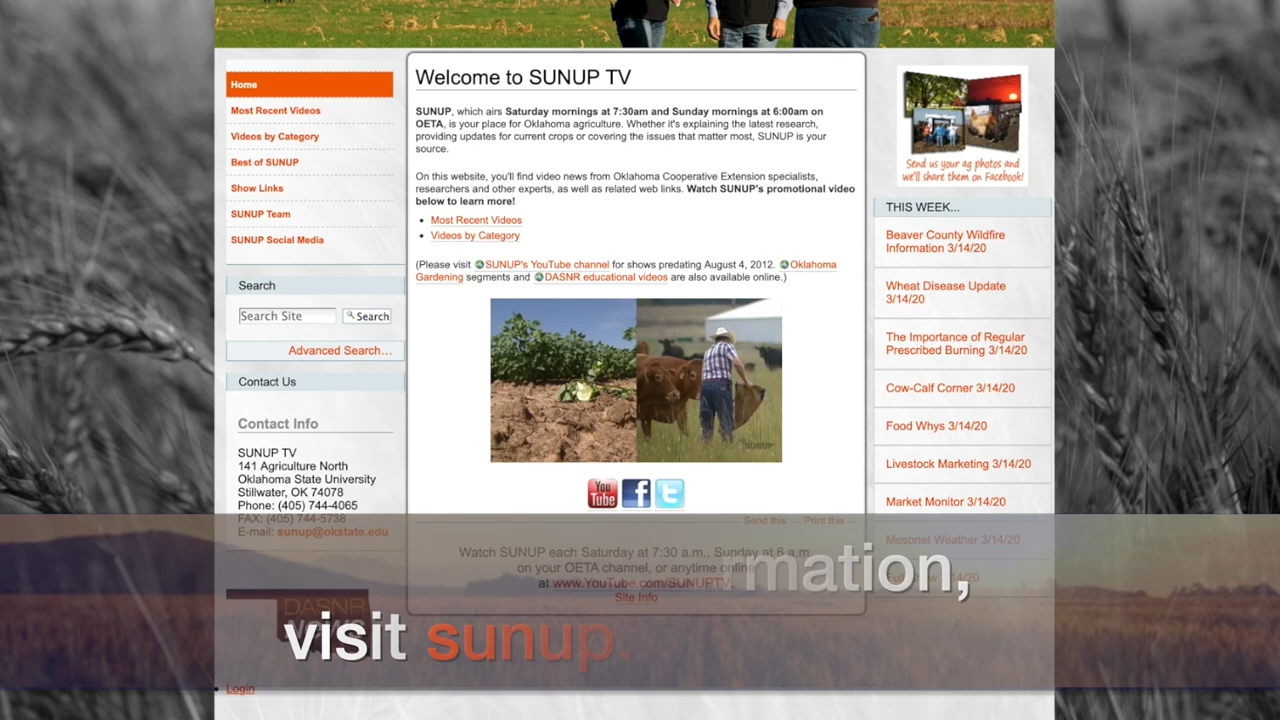 Home
Most Recent Videos
Videos by Category
Best of SUNUP
Show Links
SUNUP Team
SUNUP Social Media
Search
Search Site
Search
Advanced Search…
Contact Us
Contact Info
SUNUP TV
141 Agriculture North
Oklahoma State University
Stillwater, OK 74078
Phone: (405) 744-4065
FAX: (405) 744-5738
E-mail: sunup@okstate.edu
DASNR
Login
Welcome to SUNUP TV
SUNUP, which airs Saturday mornings at 7:30am and Sunday mornings at 6:00am on
OETA, is your place for Oklahoma agriculture. Whether it's explaining the latest research,
providing updates for current crops or covering the issues that matter most, SUNUP is your
source.
On this website, you'll find video news from Oklahoma Cooperative Extension specialists,
researchers and other experts, as well as related web links. Watch SUNUP's promotional video
below to learn more!
• Most Recent Videos
• Videos by Category
(Please visit SUNUP's YouTube channel for shows predating August 4, 2012. Oklahoma
Gardening segments and DASNR educational videos are also available online.)
SUNUP
You
Tube
f
t
Send this — Print this —
Watch SUNUP each Saturday at 7:30 a.m., Sunday at 6 a.m.
on your OETA channel, or anytime online
at www.YouTube.com/SUNUPTV.
Site Info
Send us your ag photos and
we'll share them on Facebook!
THIS WEEK...
Beaver County Wildfire
Information 3/14/20
Wheat Disease Update
3/14/20
The Importance of Regular
Prescribed Burning 3/14/20
Cow-Calf Corner 3/14/20
Food Whys 3/14/20
Livestock Marketing 3/14/20
Market Monitor 3/14/20
Mesonet Weather 3/14/20
mation,
visit sunup.